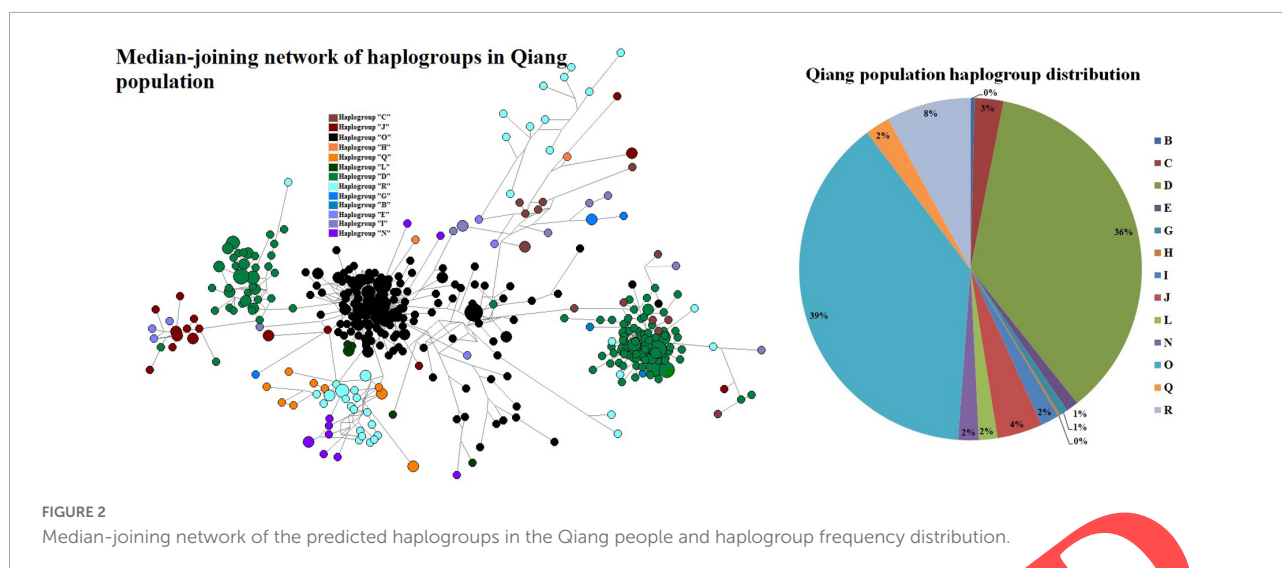 Median-joining network of haplogroups in Qiang
population
Haplogroup "C"
Haplogroup "J"
Haplogroup "O"
Haplogroup "H"
Haplogroup "Q"
Haplogroup "L"
Haplogroup "D"
Haplogroup "R"
Haplogroup "G"
Haplogroup "B"
Haplogroup "E"
Haplogroup "I"
Haplogroup "N"
Qiang population haplogroup distribution
0%
3%
36%
1%
1%
0%
2%
4%
2%
2%
39%
2%
8%
B
C
D
E
G
H
I
J
L
N
O
Q
R
FIGURE 2
Median-joining network of the predicted haplogroups in the Qiang people and haplogroup frequency distribution.